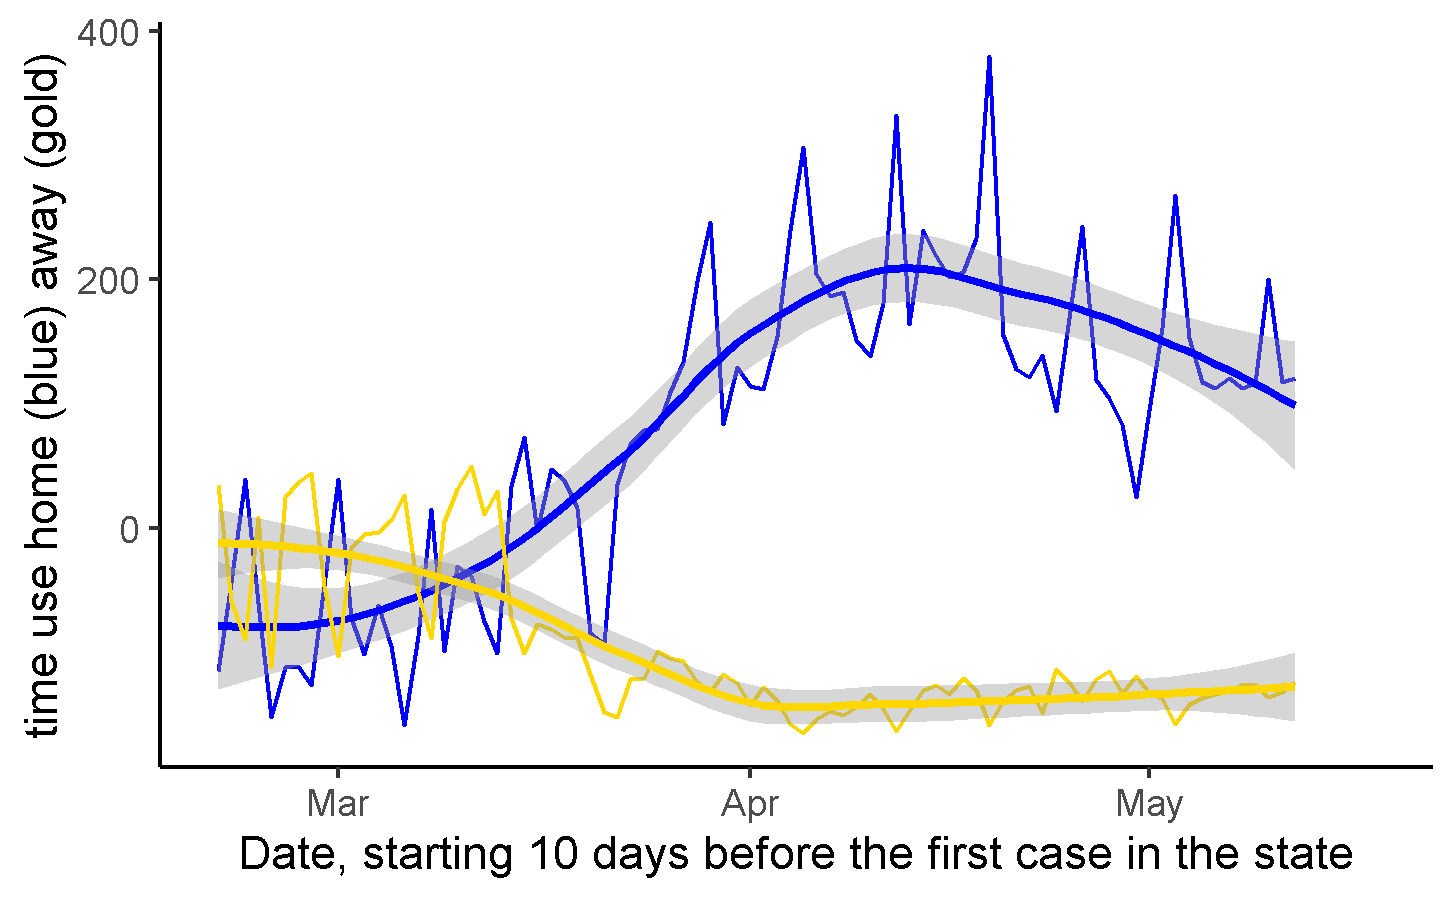 time use home (blue) away (gold)
400
200
0
Mar
Apr
May
Date, starting 10 days before the first case in the state